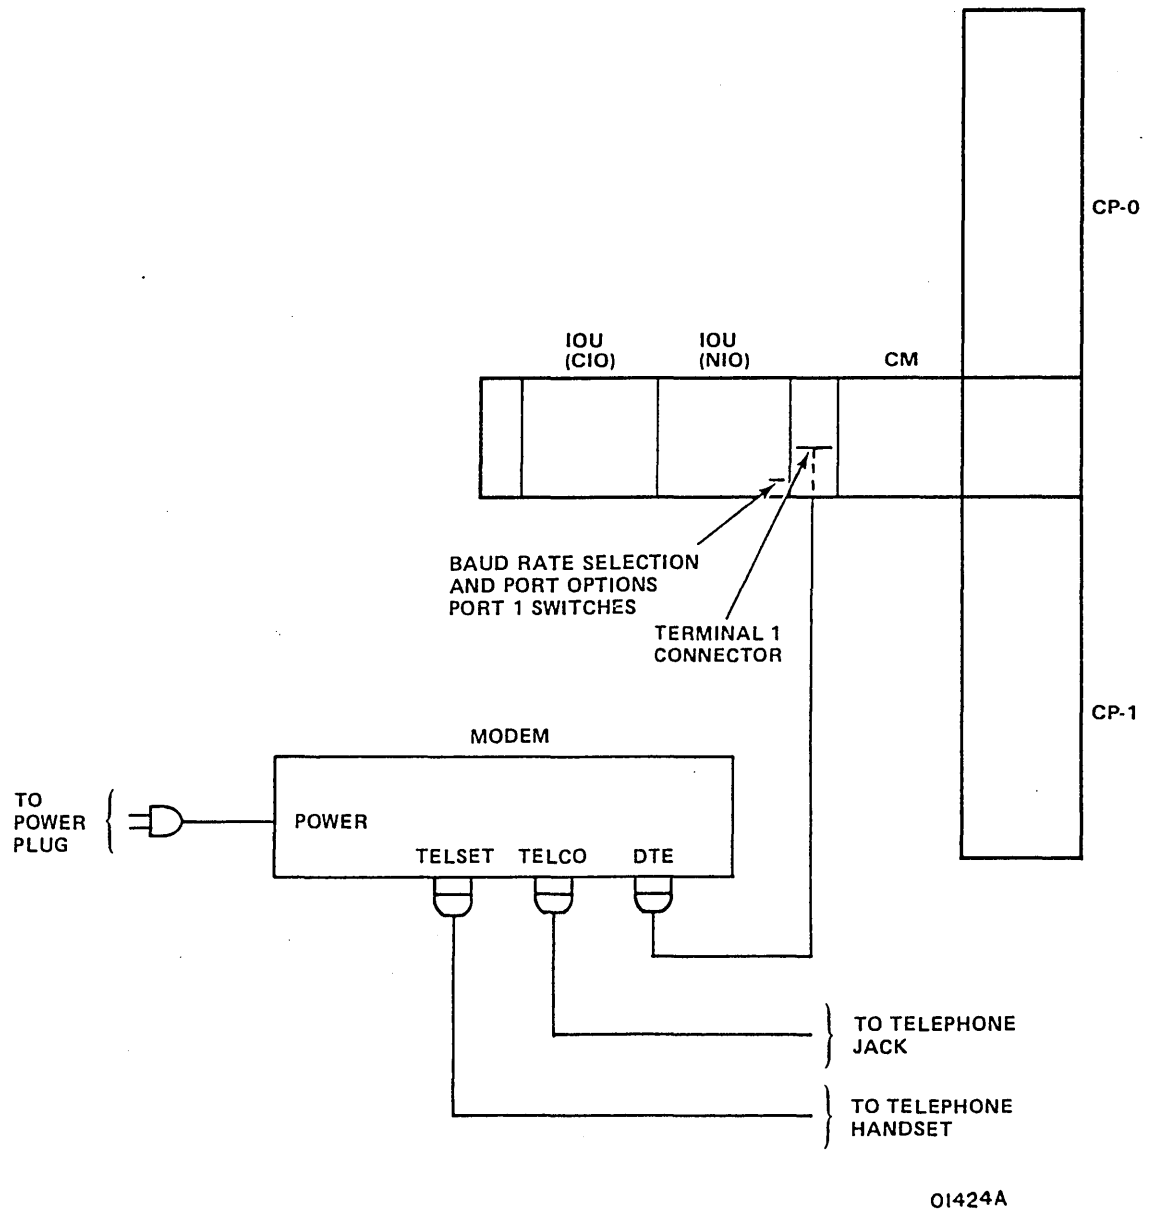 CP-0
IOU
(CIO)
IOU
(NIO)
CM
BAUD RATE SELECTION
AND PORT OPTIONS
PORT 1 SWITCHES
TERMINAL 1
CONNECTOR
CP-1
MODEM
TO
POWER
PLUG
POWER
TELSET
TELCO
DTE
TO TELEPHONE
JACK
TO TELEPHONE
HANDSET
01424A